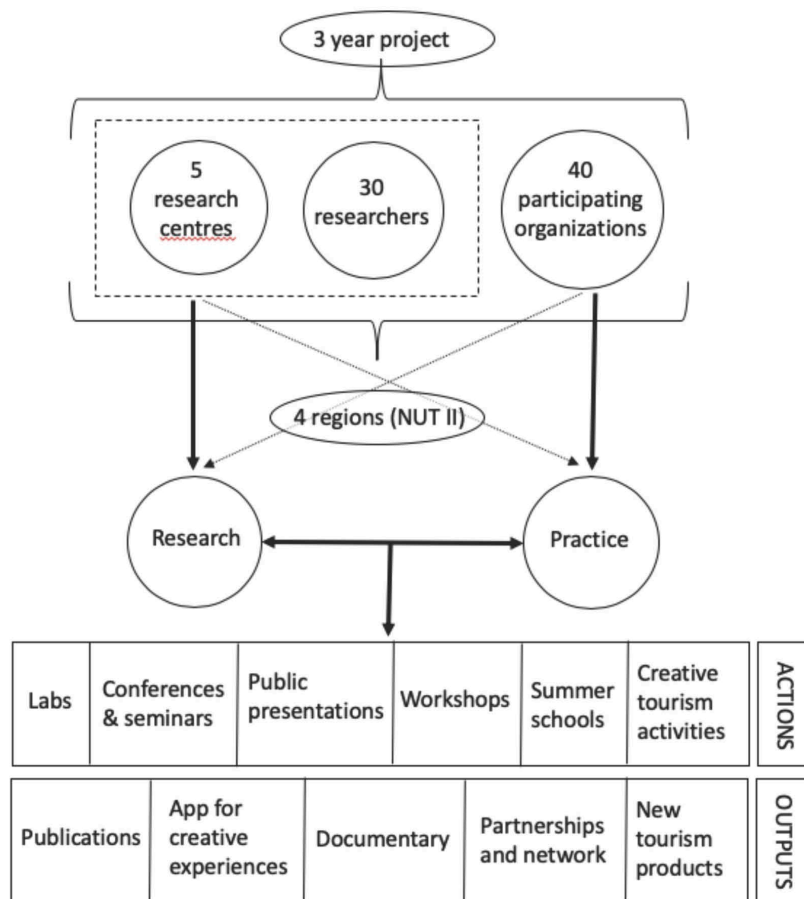 3 year project
5
research
centres
30
researchers
40
participating
organizations
4 regions (NUT II)
Research
Practice
Labs
Conferences
& seminars
Public
presentations
Workshops
Summer
schools
Creative
tourism
activities
ACTIONS
Publications
App for
creative
experiences
Documentary
Partnerships
and network
New
tourism
products
OUTPUTS